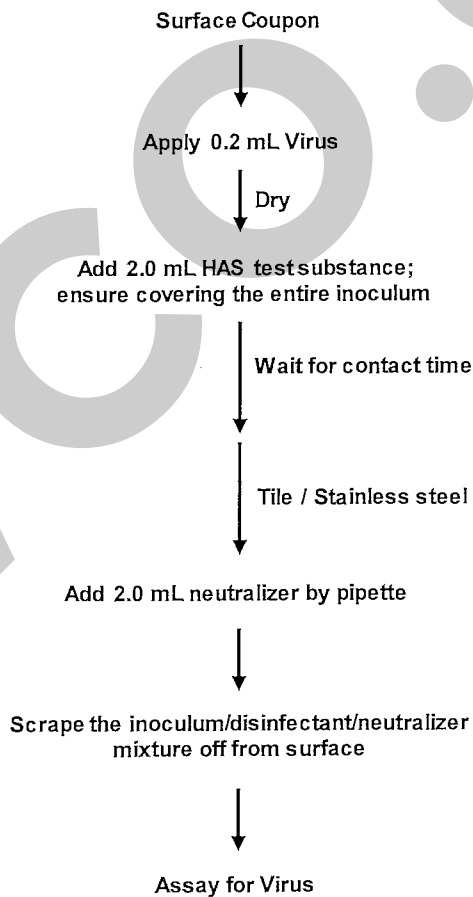 Surface Coupon
Apply 0.2 mL Virus
Dry
Add 2.0 mL HAS test substance;
ensure covering the entire inoculum
Wait for contact time
Tile / Stainless steel
Add 2.0 mL neutralizer by pipette
Scrape the inoculum/disinfectant/neutralizer
mixture off from surface
Assay for Virus